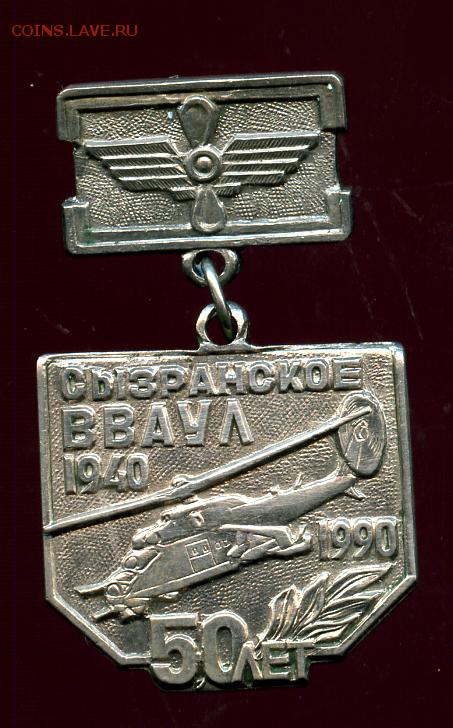 COINS.LAVE.RU
СЫЗРАНСКОЕ
ВВАУЛ
1940
1990
50 ЛЕТ